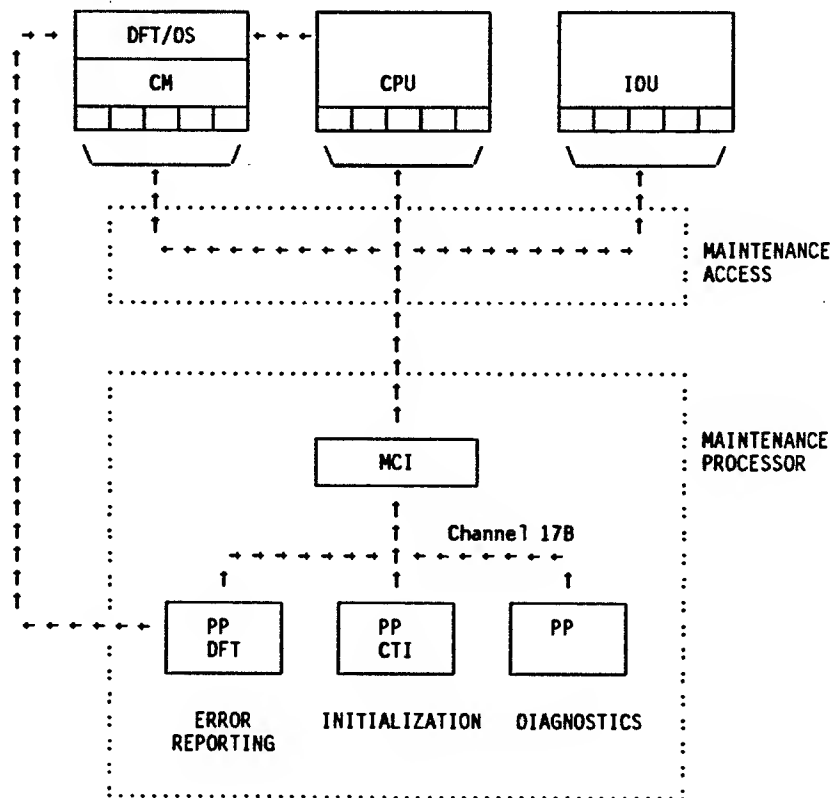 DFT/OS
CM
CPU
IOU
MAINTENANCE
ACCESS
MAINTENANCE
PROCESSOR
MCI
Channel 17B
PP
DFT
PP
CTI
PP
ERROR
REPORTING
INITIALIZATION
DIAGNOSTICS